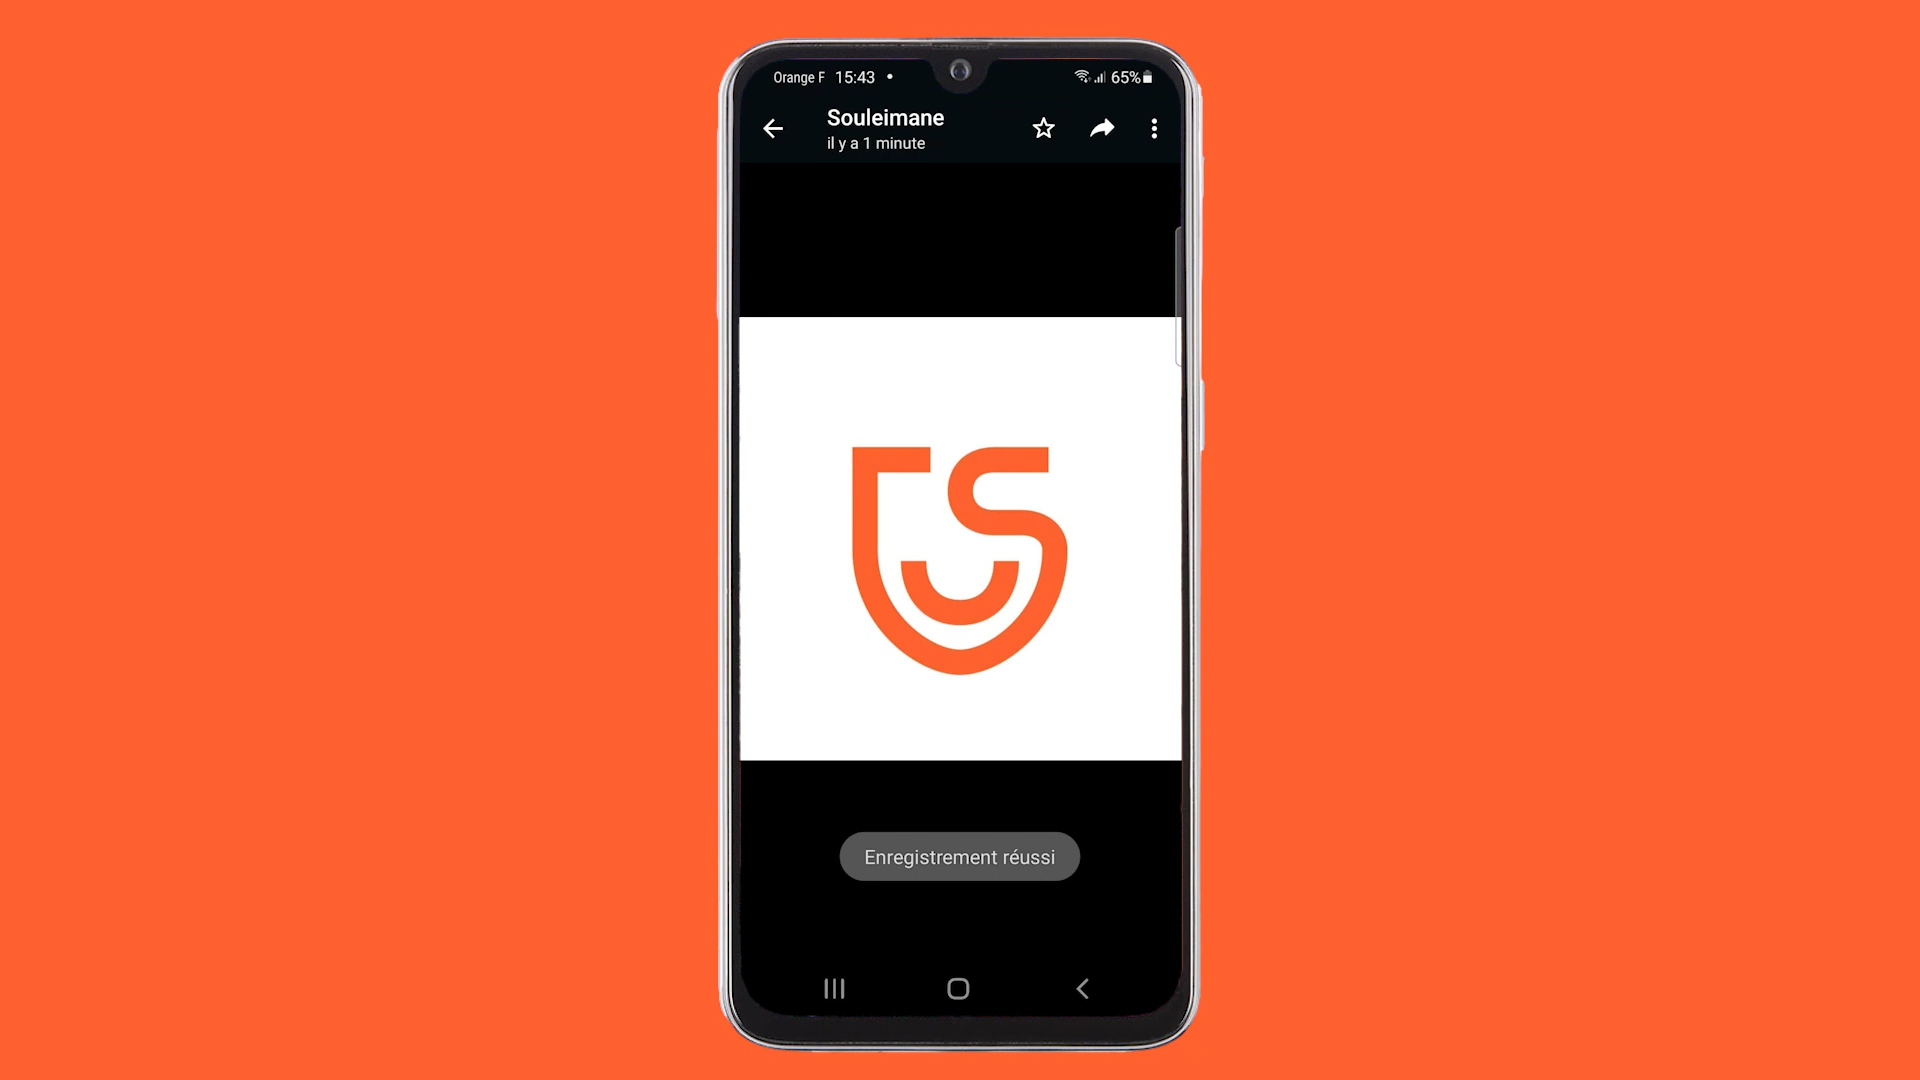 Orange F 15:43 • 65%
Souleimane
il y a 1 minute
Enregistrement réussi